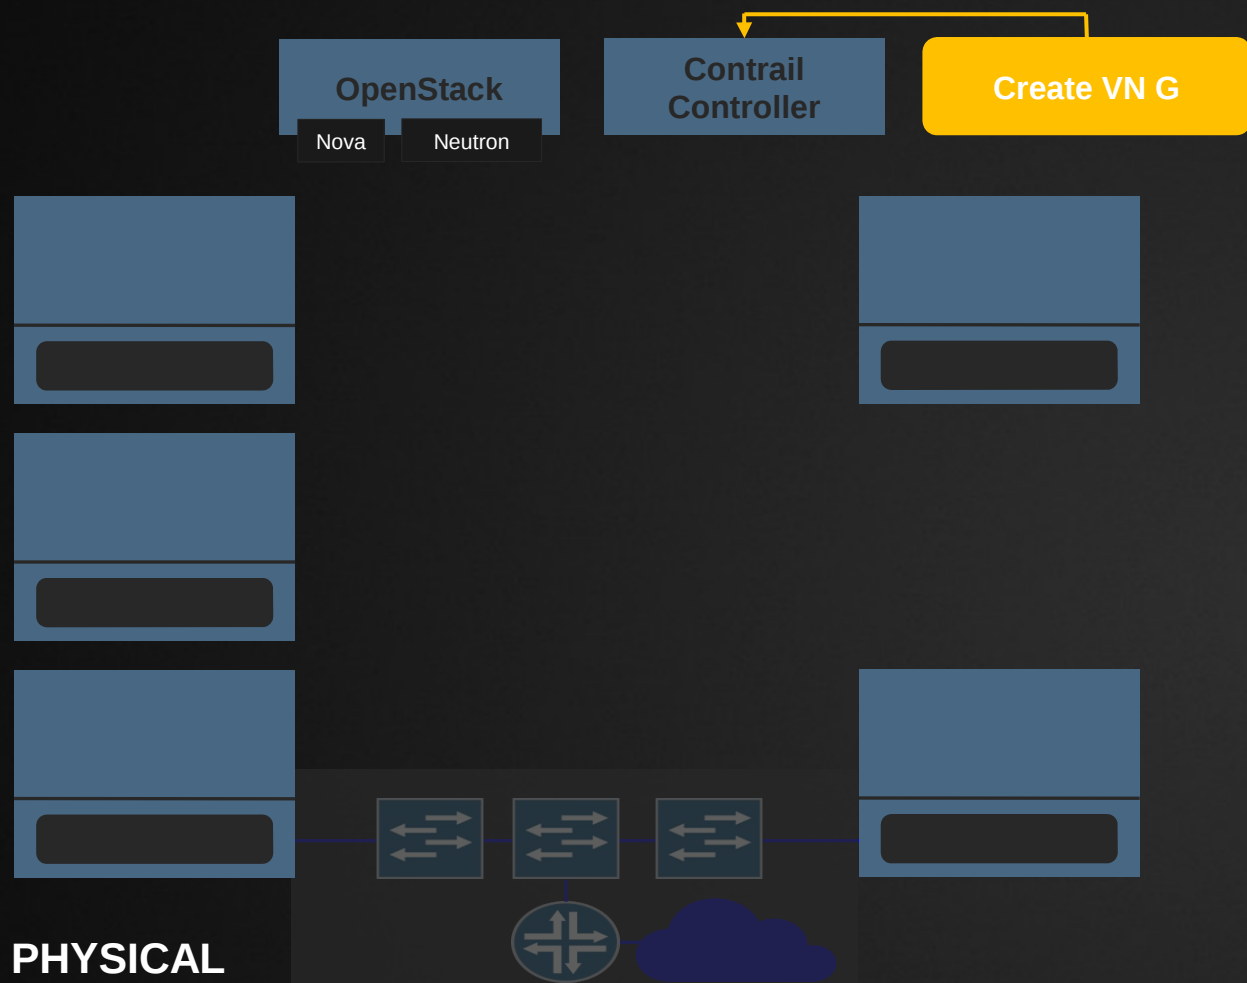 OpenStack
Nova
Neutron
Contrail
Controller
Create VN G
PHYSICAL